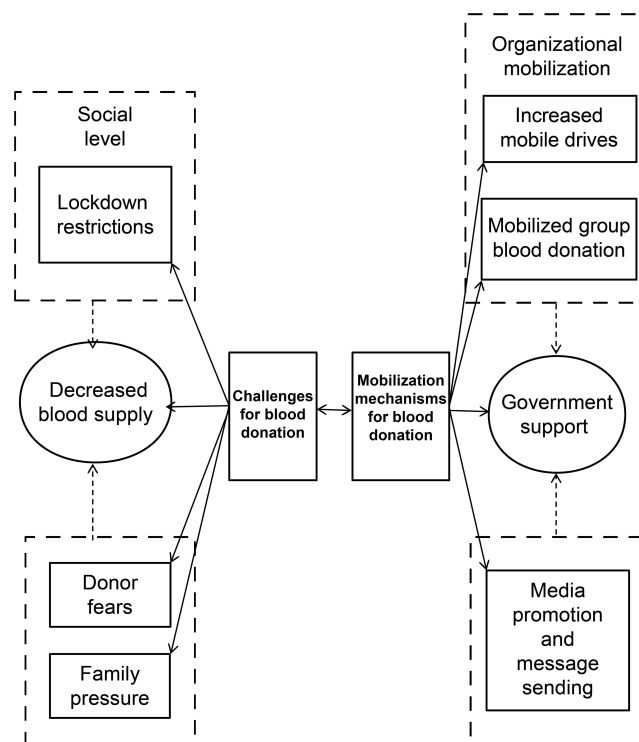 Social
level
Lockdown
restrictions
Decreased
blood supply
Donor
fears
Family
pressure
Challenges
for blood
donation
Mobilization
mechanisms
for blood
donation
Organizational
mobilization
Increased
mobile drives
Mobilized group
blood donation
Government
support
Media
promotion
and
message
sending